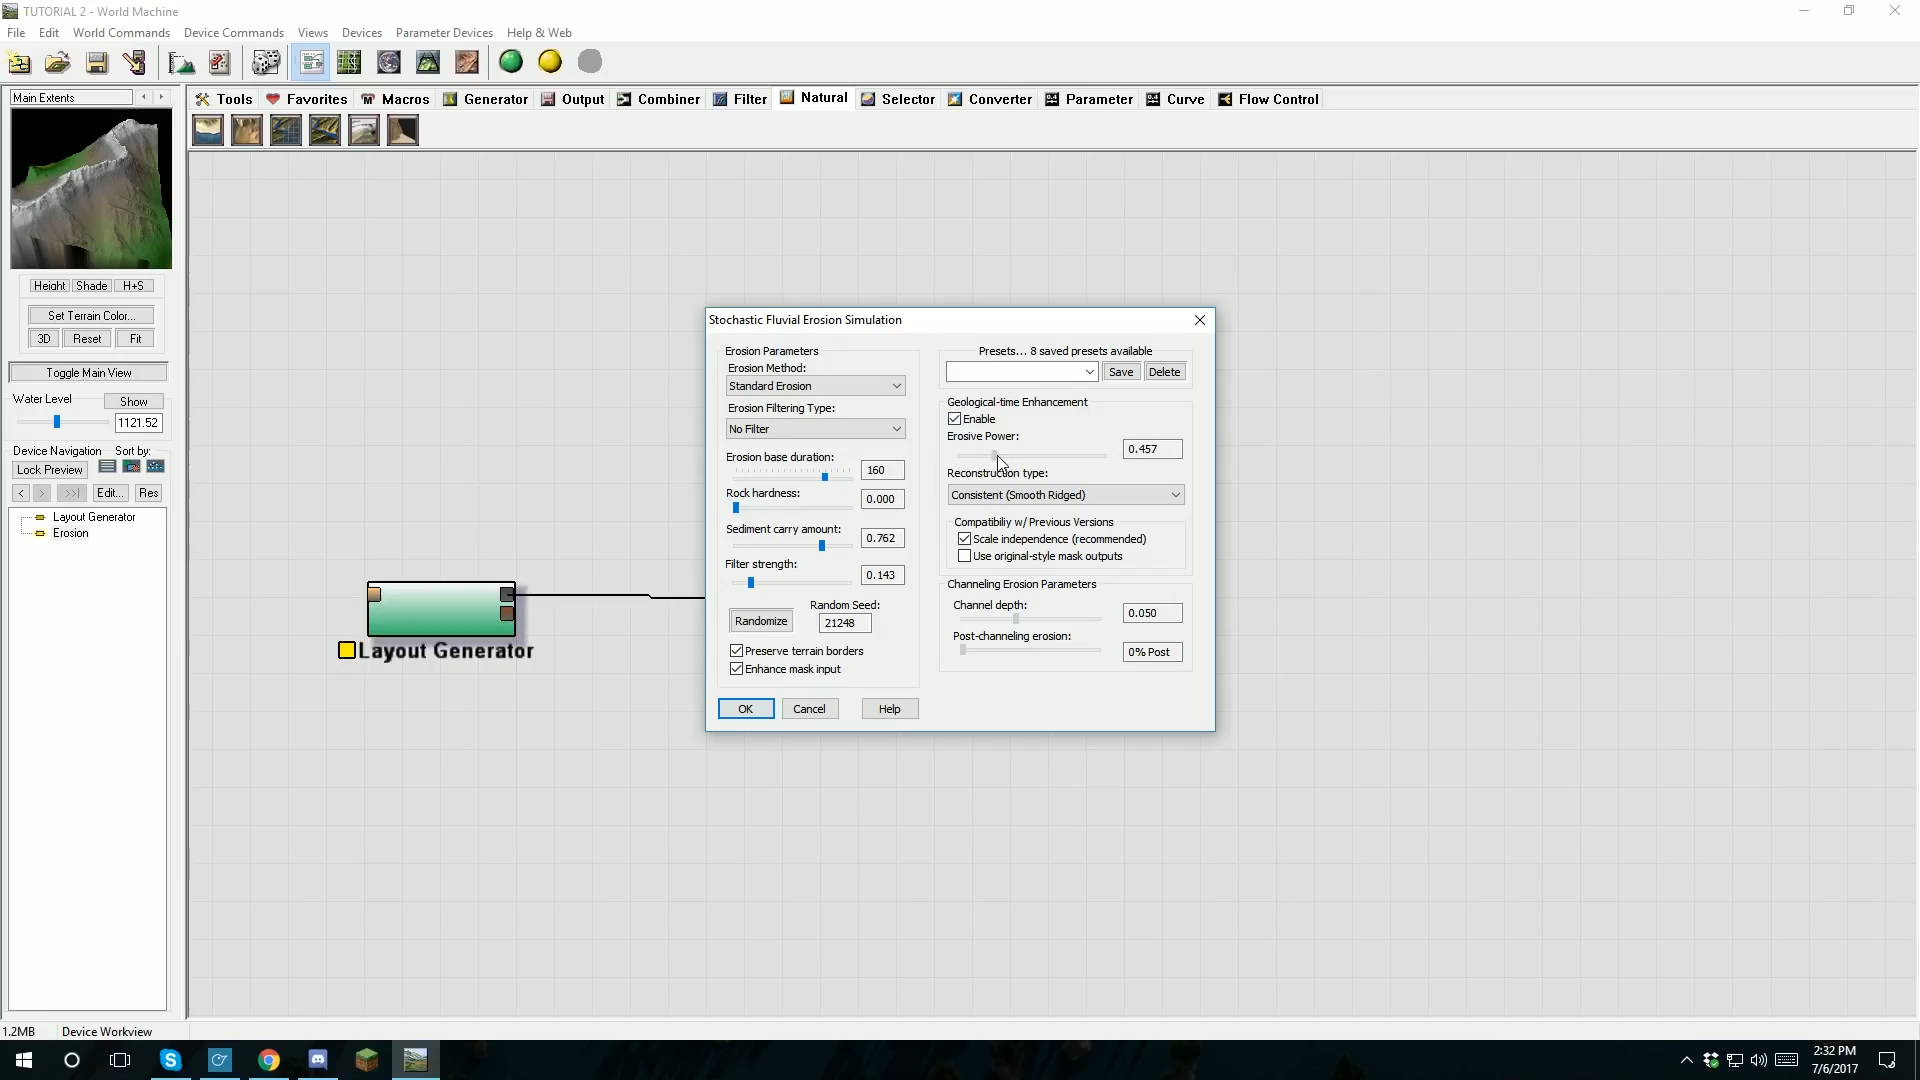 TUTORIAL 2 - World Machine
File Edit World Commands Device Commands Views Devices Parameter Devices Help & Web
Main Extents
Tools Favorites Macros Generator Output Combiner Filter Natural Selector Converter Parameter Curve Flow Control
Height Shade H+S
Set Terrain Color...
3D Reset Fit
Toggle Main View
Water Level Show
1121.52
Device Navigation Sort by:
Lock Preview
< > >>| Edit... Res
Layout Generator
Erosion
Layout Generator
Stochastic Fluvial Erosion Simulation
Erosion Parameters
Erosion Method:
Standard Erosion
Erosion Filtering Type:
No Filter
Erosion base duration:
160
Rock hardness:
0.000
Sediment carry amount:
0.762
Filter strength:
0.143
Randomize
Random Seed:
21248
Preserve terrain borders
Enhance mask input
OK Cancel Help
Presets... 8 saved presets available
Save Delete
Geological-time Enhancement
Enable
Erosive Power:
0.457
Reconstruction type:
Consistent (Smooth Ridged)
Compatibiliy w/ Previous Versions
Scale independence (recommended)
Use original-style mask outputs
Channeling Erosion Parameters
Channel depth:
0.050
Post-channeling erosion:
0% Post
1.2MB Device Workview
2:32 PM
7/6/2017